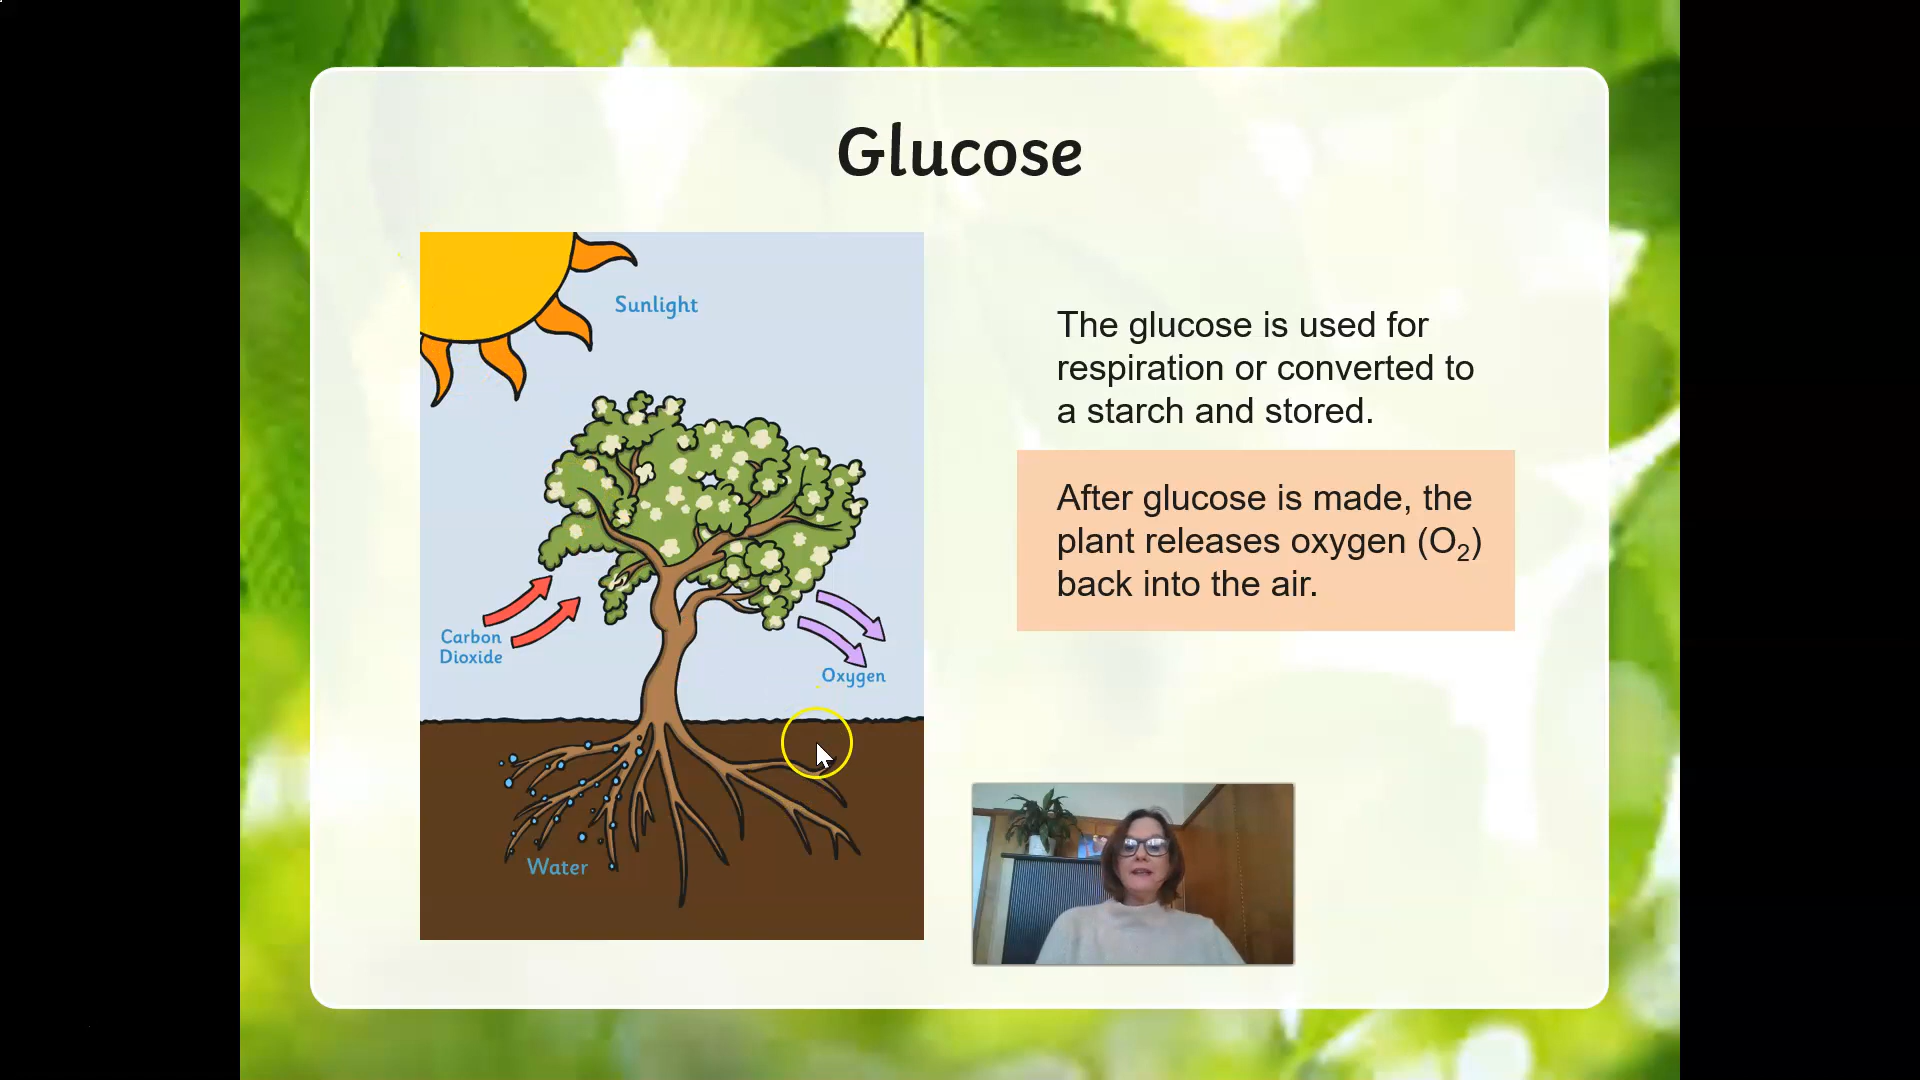 Glucose
Sunlight
Carbon
Dioxide
Oxygen
Water
The glucose is used for
respiration or converted to
a starch and stored.
After glucose is made, the
plant releases oxygen (O₂)
back into the air.